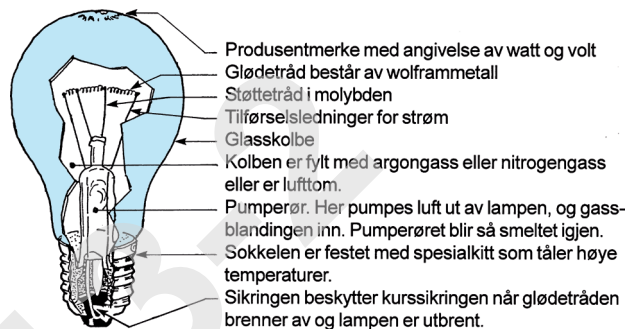 Produsentmerke med angivelse av watt og volt
Glødetråd består av wolframmetall
Støttetråd i molybden
Tilførselsledninger for strøm
Glasskolbe
Kolben er fylt med argongass eller nitrogengass
eller er lufttom.
Pumperør. Her pumpes luft ut av lampen, og gass-
blandingen inn. Pumperøret blir så smeltet igjen.
Sokkelen er festet med spesialkitt som tåler høye
temperaturer.
Sikringen beskytter kurssikringen når glødetråden
brenner av og lampen er utbrent.